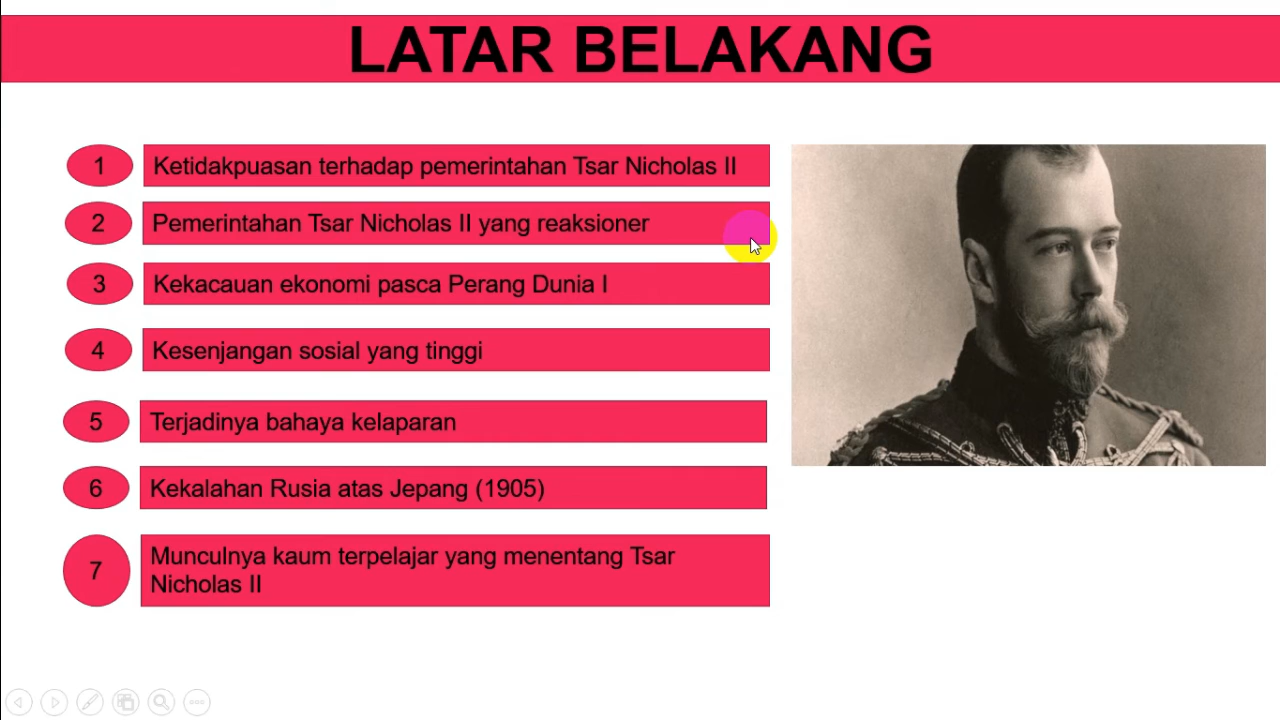 LATAR BELAKANG
1 Ketidakpuasan terhadap pemerintahan Tsar Nicholas II
2 Pemerintahan Tsar Nicholas II yang reaksioner
3 Kekacauan ekonomi pasca Perang Dunia I
4 Kesenjangan sosial yang tinggi
5 Terjadinya bahaya kelaparan
6 Kekalahan Rusia atas Jepang (1905)
7 Munculnya kaum terpelajar yang menentang Tsar
Nicholas II